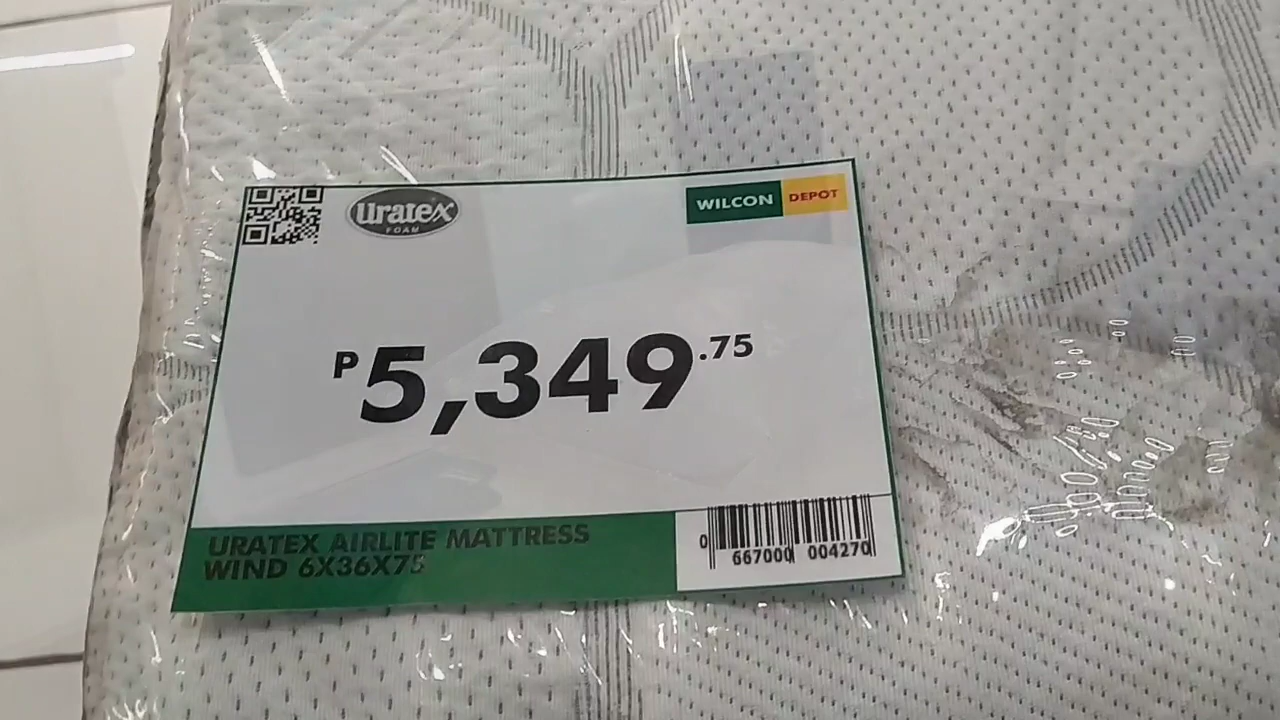 uratex
FOAM
WILCON DEPOT
P5,349.75
URATEX AIRLITE MATTRESS
WIND 6X36X75
0 667000 004270